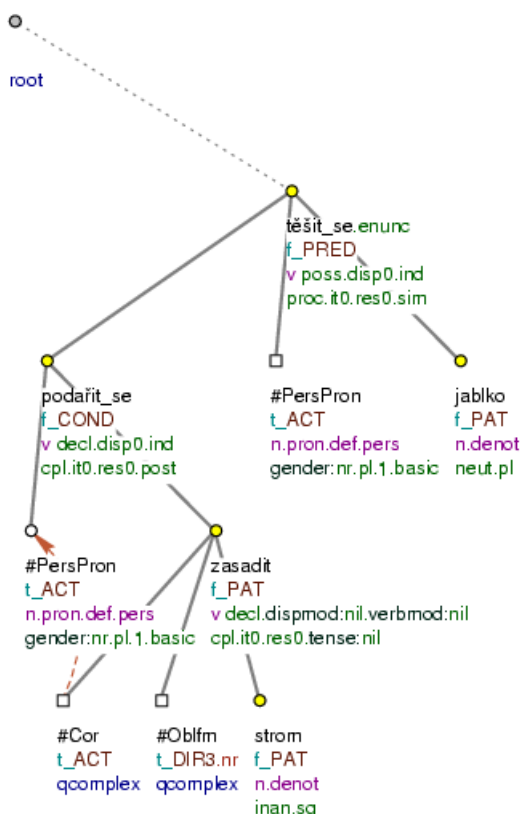 root
těšit_se.enunc
f_PRED
v poss.disp0.ind
proc.it0.res0.sim
podařit_se
f_COND
v decl.disp0.ind
cpl.it0.res0.post
#PersPron
t_ACT
n.pron.def.pers
gender:nr.pl.1.basic
jablko
f_PAT
n.denot
neut.pl
#PersPron
t_ACT
n.pron.def.pers
gender:nr.pl.1.basic
zasadit
f_PAT
v decl.dispmod:nil.verbmod:nil
cpl.it0.res0.tense:nil
#Cor
t_ACT
qcomplex
#Oblfm
t_DIR3.nr
qcomplex
strom
f_PAT
n.denot
inan.sg